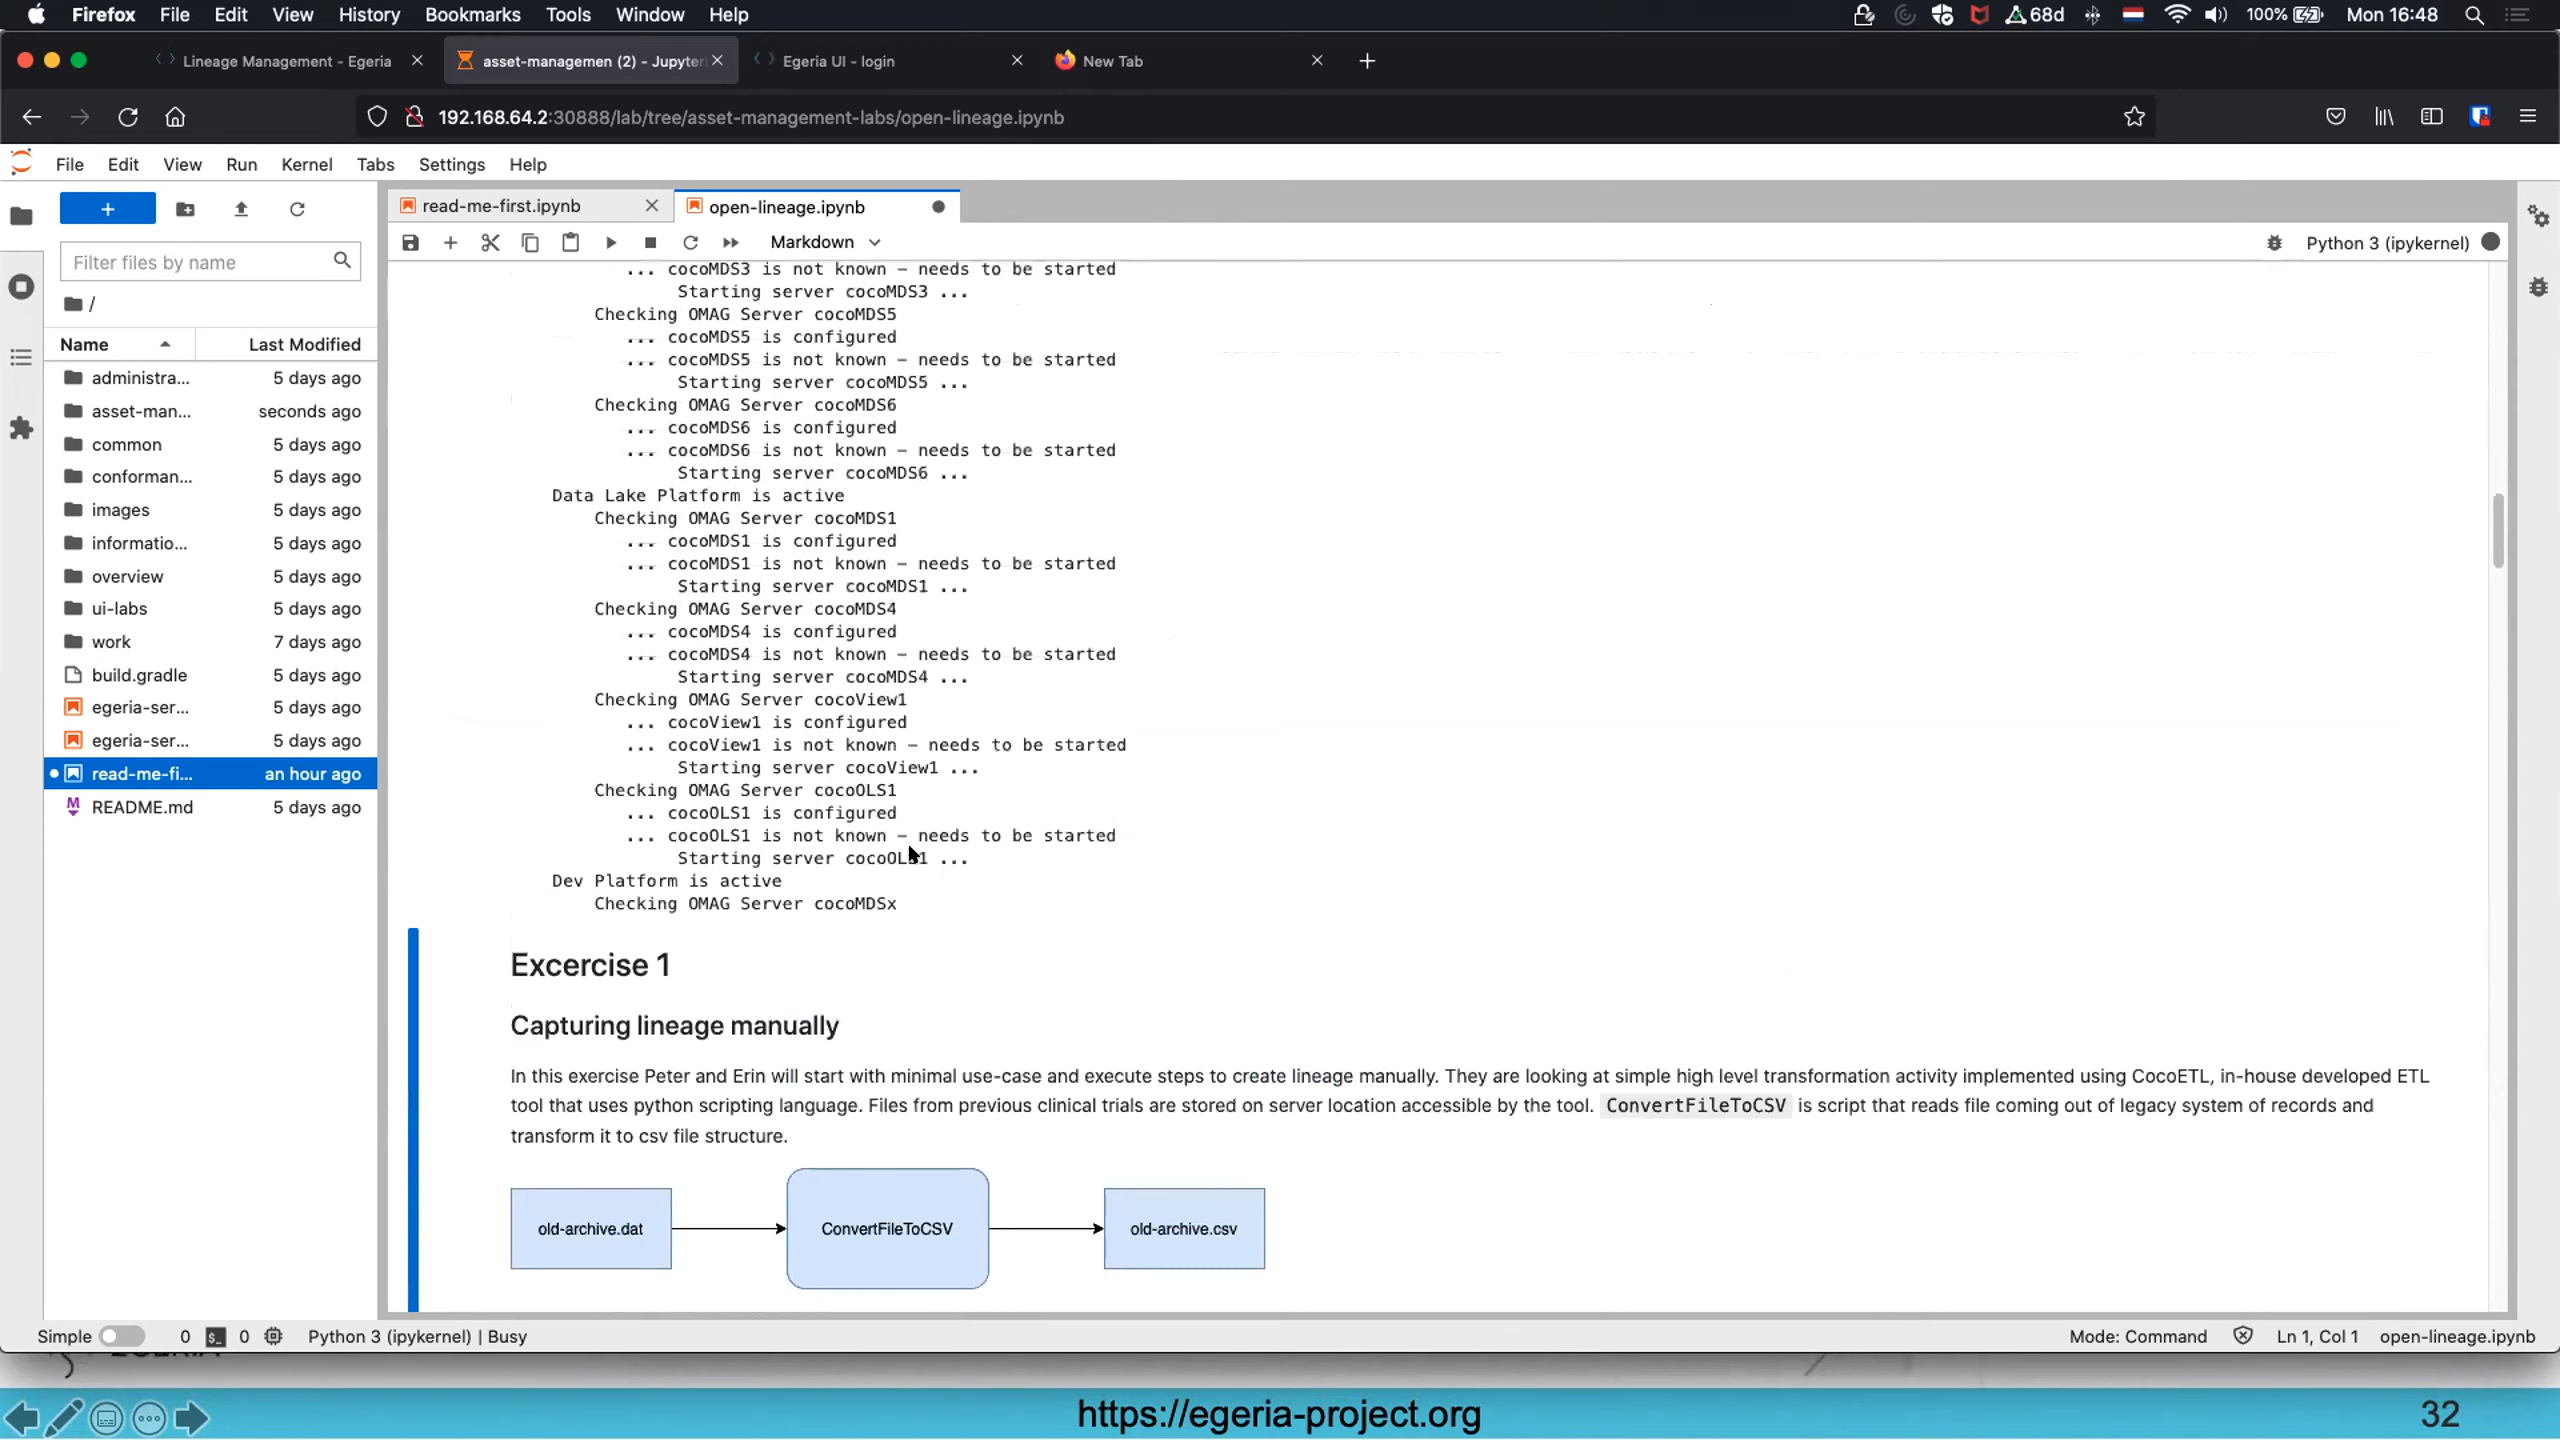 Firefox File Edit View History Bookmarks Tools Window Help 68d 100% Mon 16:48
Lineage Management - Egeria asset-managemen (2) - Jupyter Egeria UI - login New Tab
192.168.64.2:30888/lab/tree/asset-management-labs/open-lineage.ipynb
File Edit View Run Kernel Tabs Settings Help
read-me-first.ipynb open-lineage.ipynb
Markdown Python 3 (ipykernel)
Filter files by name
/
Name Last Modified
administra... 5 days ago
asset-man... seconds ago
common 5 days ago
conforman... 5 days ago
images 5 days ago
informatio... 5 days ago
overview 5 days ago
ui-labs 5 days ago
work 7 days ago
build.gradle 5 days ago
egeria-ser... 5 days ago
egeria-ser... 5 days ago
read-me-fi... an hour ago
README.md 5 days ago
... cocoMDS3 is not known – needs to be started
Starting server cocoMDS3 ...
Checking OMAG Server cocoMDS5
... cocoMDS5 is configured
... cocoMDS5 is not known – needs to be started
Starting server cocoMDS5 ...
Checking OMAG Server cocoMDS6
... cocoMDS6 is configured
... cocoMDS6 is not known – needs to be started
Starting server cocoMDS6 ...
Data Lake Platform is active
Checking OMAG Server cocoMDS1
... cocoMDS1 is configured
... cocoMDS1 is not known – needs to be started
Starting server cocoMDS1 ...
Checking OMAG Server cocoMDS4
... cocoMDS4 is configured
... cocoMDS4 is not known – needs to be started
Starting server cocoMDS4 ...
Checking OMAG Server cocoView1
... cocoView1 is configured
... cocoView1 is not known – needs to be started
Starting server cocoView1 ...
Checking OMAG Server cocoOLS1
... cocoOLS1 is configured
... cocoOLS1 is not known – needs to be started
Starting server cocoOLS1 ...
Dev Platform is active
Checking OMAG Server cocoMDSx
Excercise 1
Capturing lineage manually
In this exercise Peter and Erin will start with minimal use-case and execute steps to create lineage manually. They are looking at simple high level transformation activity implemented using CocoETL, in-house developed ETL
tool that uses python scripting language. Files from previous clinical trials are stored on server location accessible by the tool. ConvertFileToCSV is script that reads file coming out of legacy system of records and
transform it to csv file structure.
old-archive.dat ConvertFileToCSV old-archive.csv
Simple 0 0 Python 3 (ipykernel) | Busy Mode: Command Ln 1, Col 1 open-lineage.ipynb
https://egeria-project.org 32